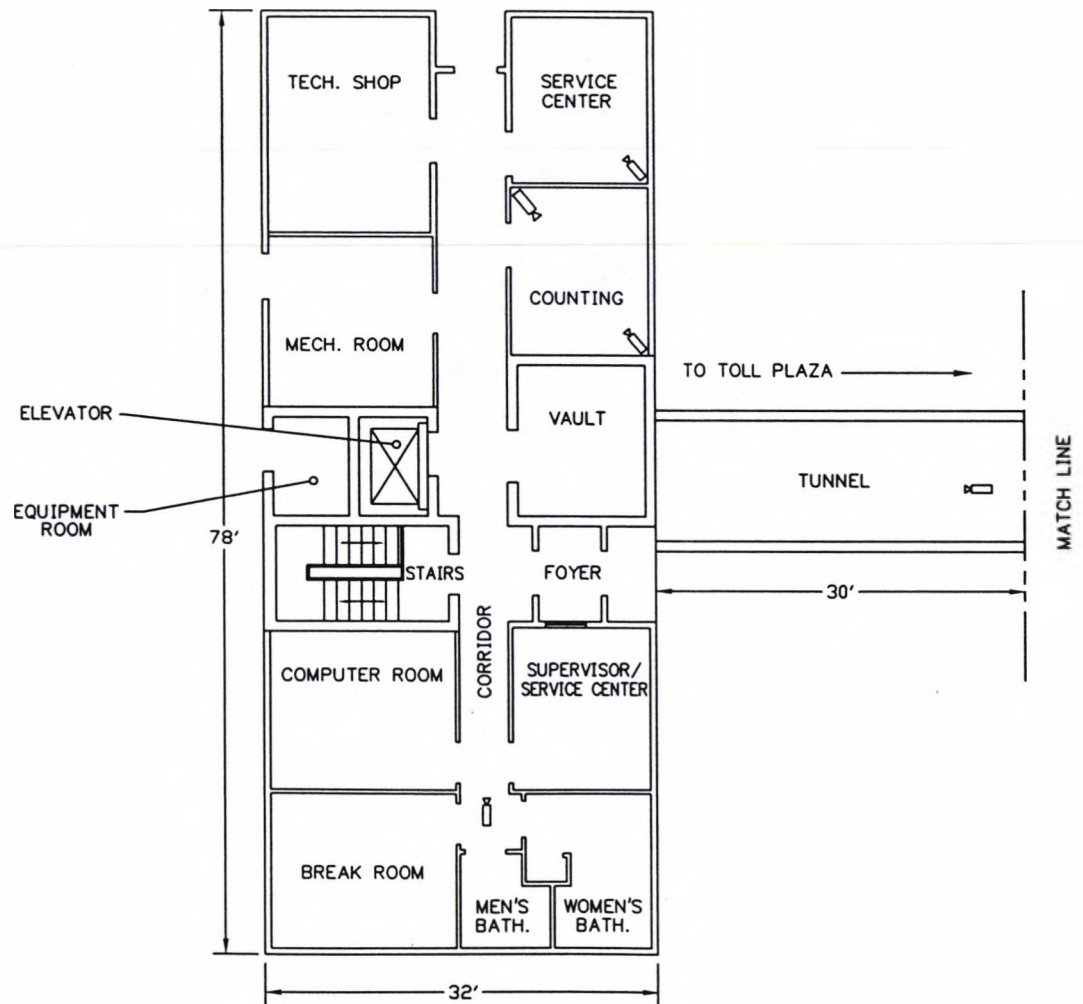 TECH. SHOP
SERVICE
CENTER
COUNTING
MECH. ROOM
TO TOLL PLAZA
ELEVATOR
VAULT
TUNNEL
MATCH LINE
EQUIPMENT
ROOM
78'
STAIRS
FOYER
30'
CORRIDOR
COMPUTER ROOM
SUPERVISOR/
SERVICE CENTER
BREAK ROOM
MEN'S
BATH.
WOMEN'S
BATH.
32'